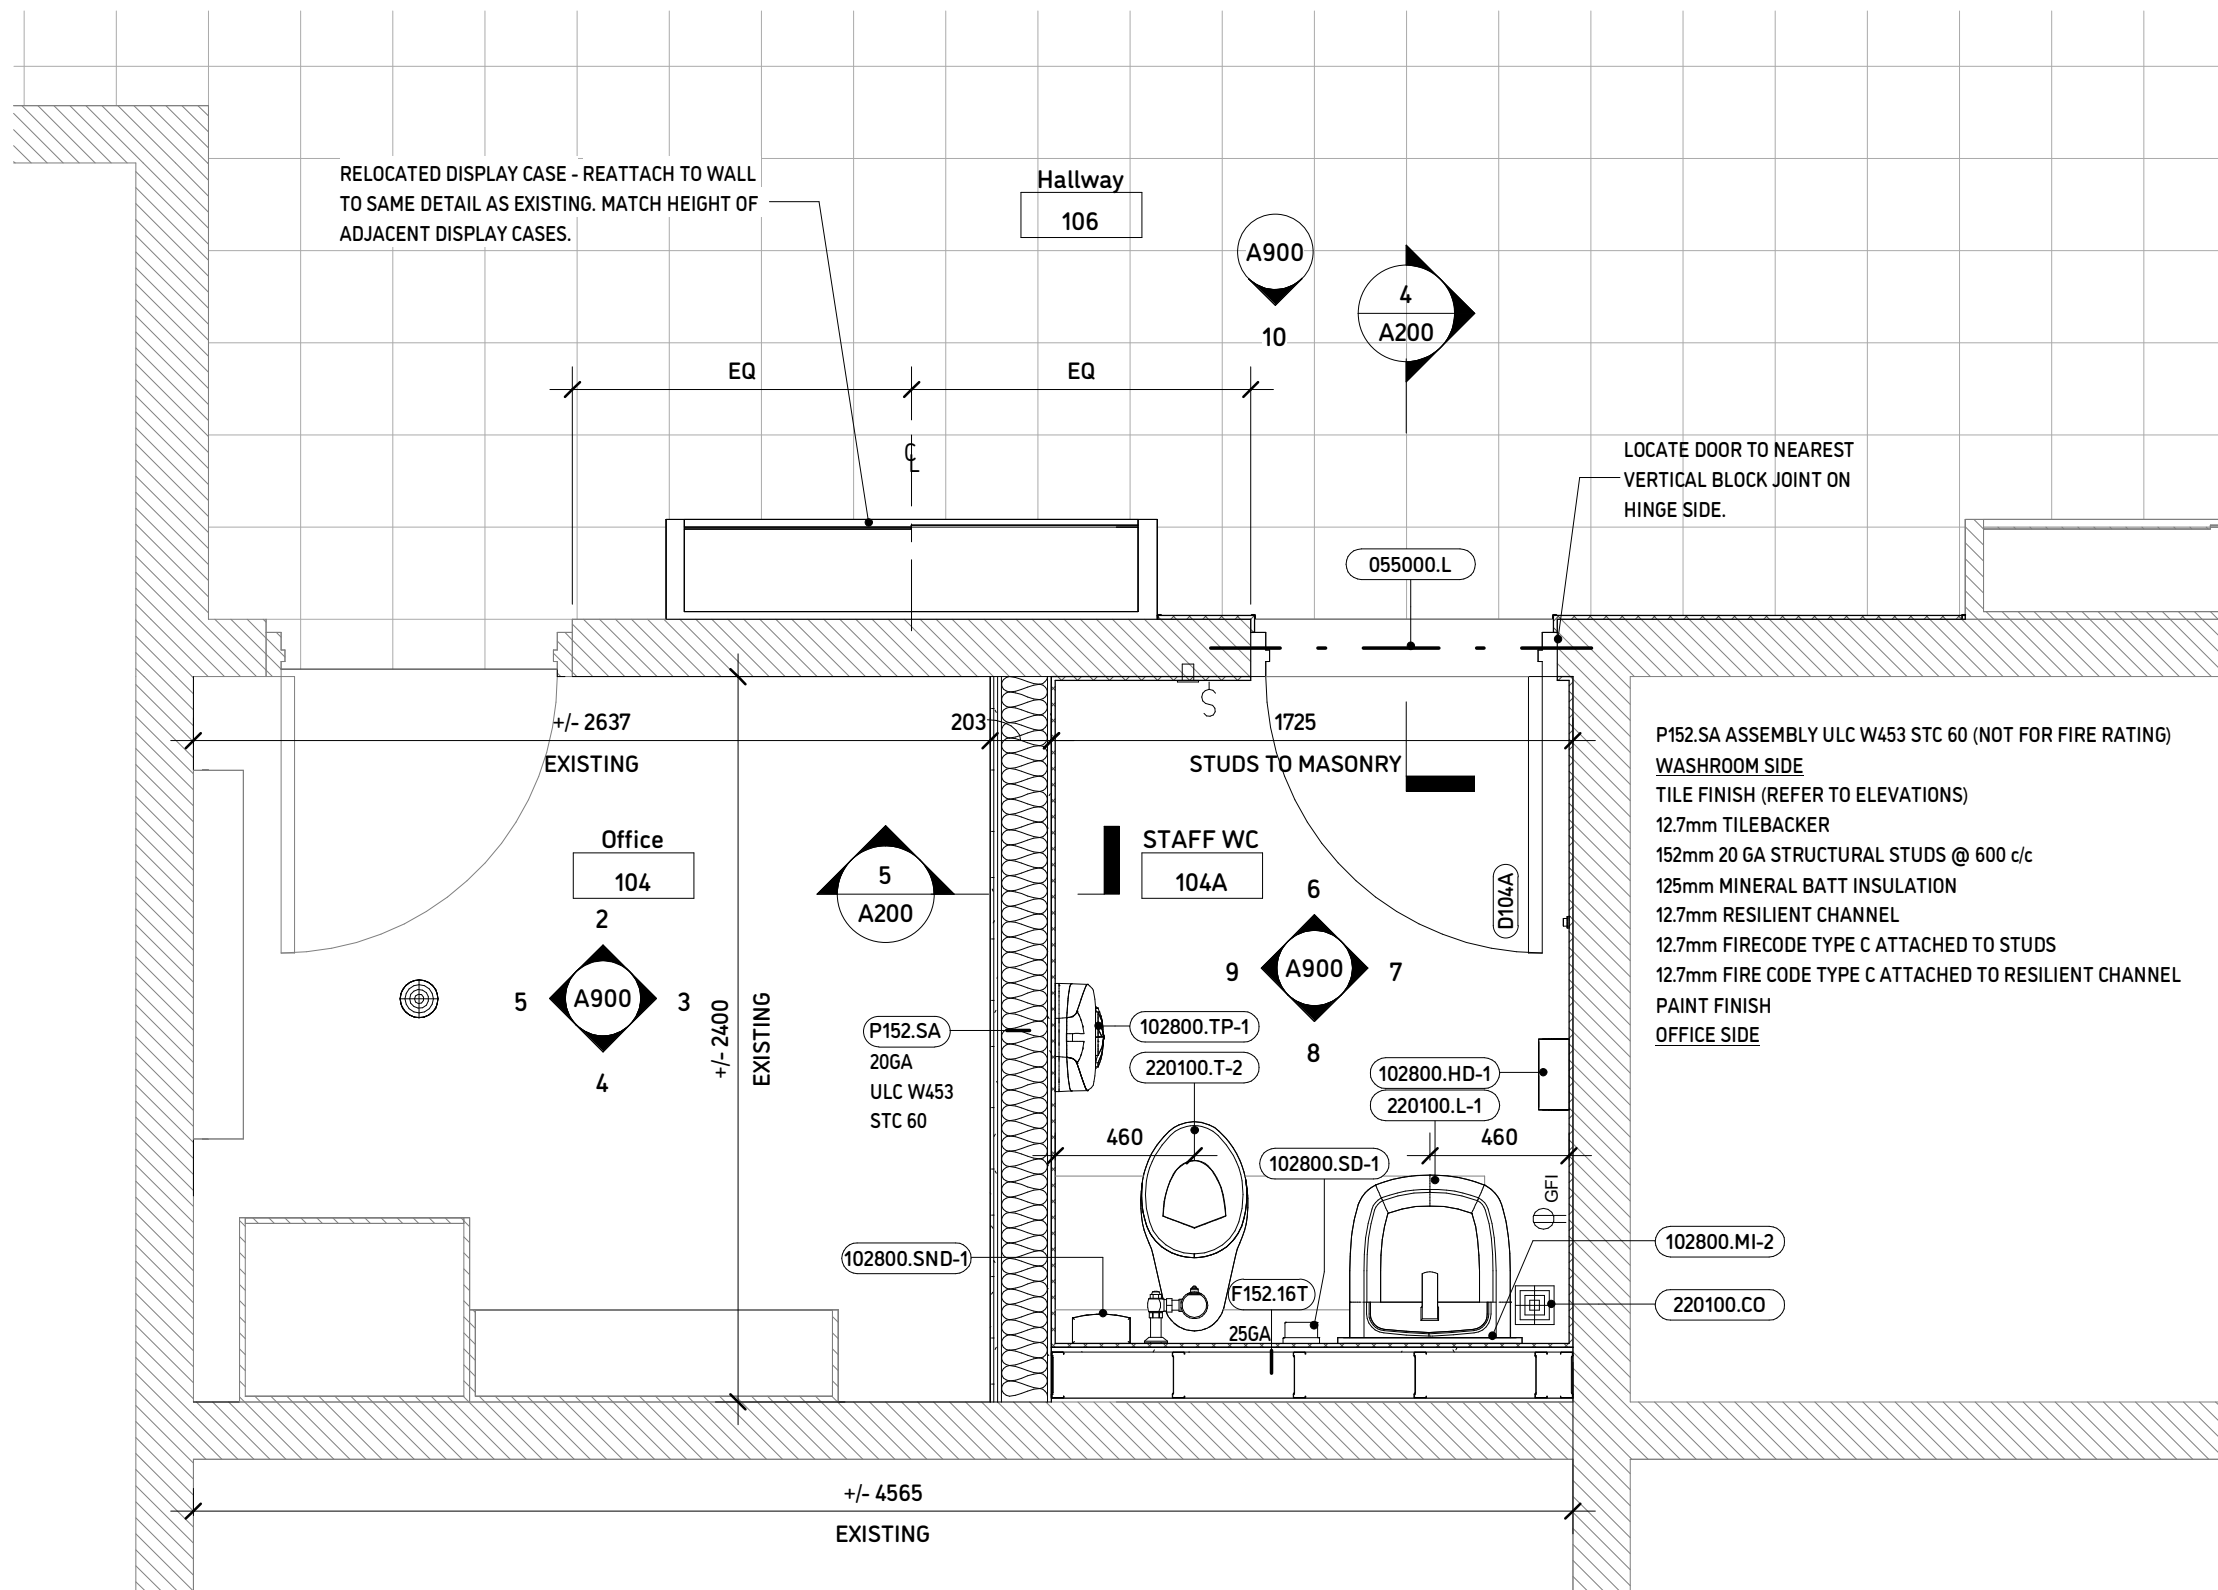 RELOCATED DISPLAY CASE - REATTACH TO WALL
TO SAME DETAIL AS EXISTING. MATCH HEIGHT OF
ADJACENT DISPLAY CASES.
Hallway
106
A900
10
4
A200
EQ
EQ
CL
LOCATE DOOR TO NEAREST
VERTICAL BLOCK JOINT ON
HINGE SIDE.
055000.L
S
+/- 2637
EXISTING
203
1725
STUDS TO MASONRY
P152.SA ASSEMBLY ULC W453 STC 60 (NOT FOR FIRE RATING)
WASHROOM SIDE
TILE FINISH (REFER TO ELEVATIONS)
12.7mm TILEBACKER
152mm 20 GA STRUCTURAL STUDS @ 600 c/c
125mm MINERAL BATT INSULATION
12.7mm RESILIENT CHANNEL
12.7mm FIRECODE TYPE C ATTACHED TO STUDS
12.7mm FIRE CODE TYPE C ATTACHED TO RESILIENT CHANNEL
PAINT FINISH
OFFICE SIDE
Office
104
2
5
A900
3
4
+/- 2400
EXISTING
5
A200
STAFF WC
104A
6
9
A900
7
8
D104A
P152.SA
20GA
ULC W453
STC 60
102800.TP-1
220100.T-2
102800.HD-1
220100.L-1
460
460
102800.SD-1
GFI
102800.SND-1
F152.16T
25GA
102800.MI-2
220100.CO
+/- 4565
EXISTING